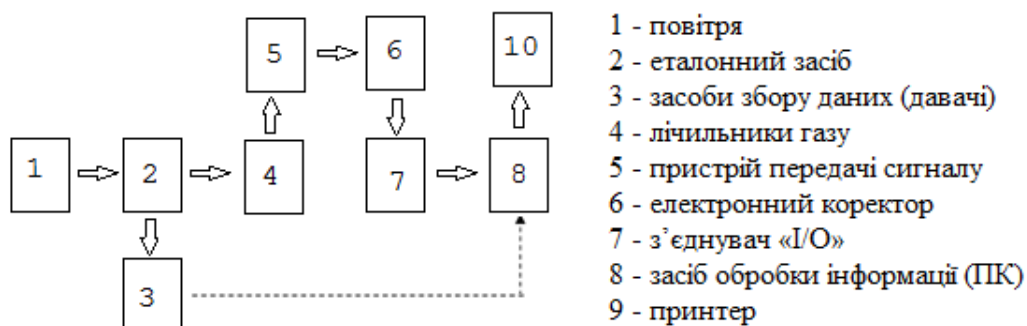 5
6
10
1
2
4
7
8
3
1 - повітря
2 - еталонний засіб
3 - засоби збору даних (давачі)
4 - лічильники газу
5 - пристрій передачі сигналу
6 - електронний коректор
7 - з’єднувач «I/O»
8 - засіб обробки інформації (ПК)
9 - принтер